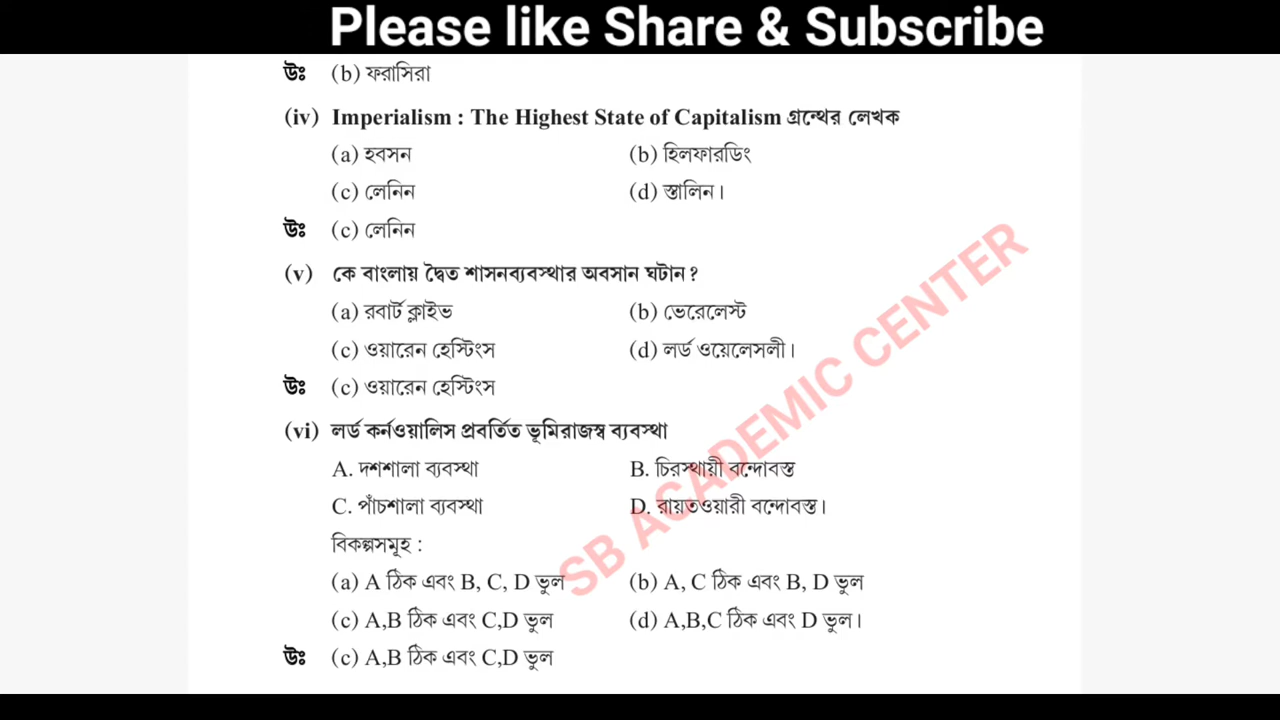 Please like Share & Subscribe
উঃ (b) ফরাসিরা
(iv) Imperialism : The Highest State of Capitalism গ্রন্থের লেখক
(a) হবসন (b) হিলফারডিং
(c) লেনিন (d) স্তালিন।
উঃ (c) লেনিন
(v) কে বাংলায় দ্বৈত শাসনব্যবস্থার অবসান ঘটান?
(a) রবার্ট ক্লাইভ (b) ভেরেলেস্ট
(c) ওয়ারেন হেস্টিংস (d) লর্ড ওয়েলেসলী।
উঃ (c) ওয়ারেন হেস্টিংস
(vi) লর্ড কর্নওয়ালিস প্রবর্তিত ভূমিরাজস্ব ব্যবস্থা
A. দশশালা ব্যবস্থা B. চিরস্থায়ী বন্দোবস্ত
C. পাঁচশালা ব্যবস্থা D. রায়তওয়ারী বন্দোবস্ত।
বিকল্পসমূহ :
(a) A ঠিক এবং B, C, D ভুল (b) A, C ঠিক এবং B, D ভুল
(c) A,B ঠিক এবং C,D ভুল (d) A,B,C ঠিক এবং D ভুল।
উঃ (c) A,B ঠিক এবং C,D ভুল
SB ACADEMIC CENTER